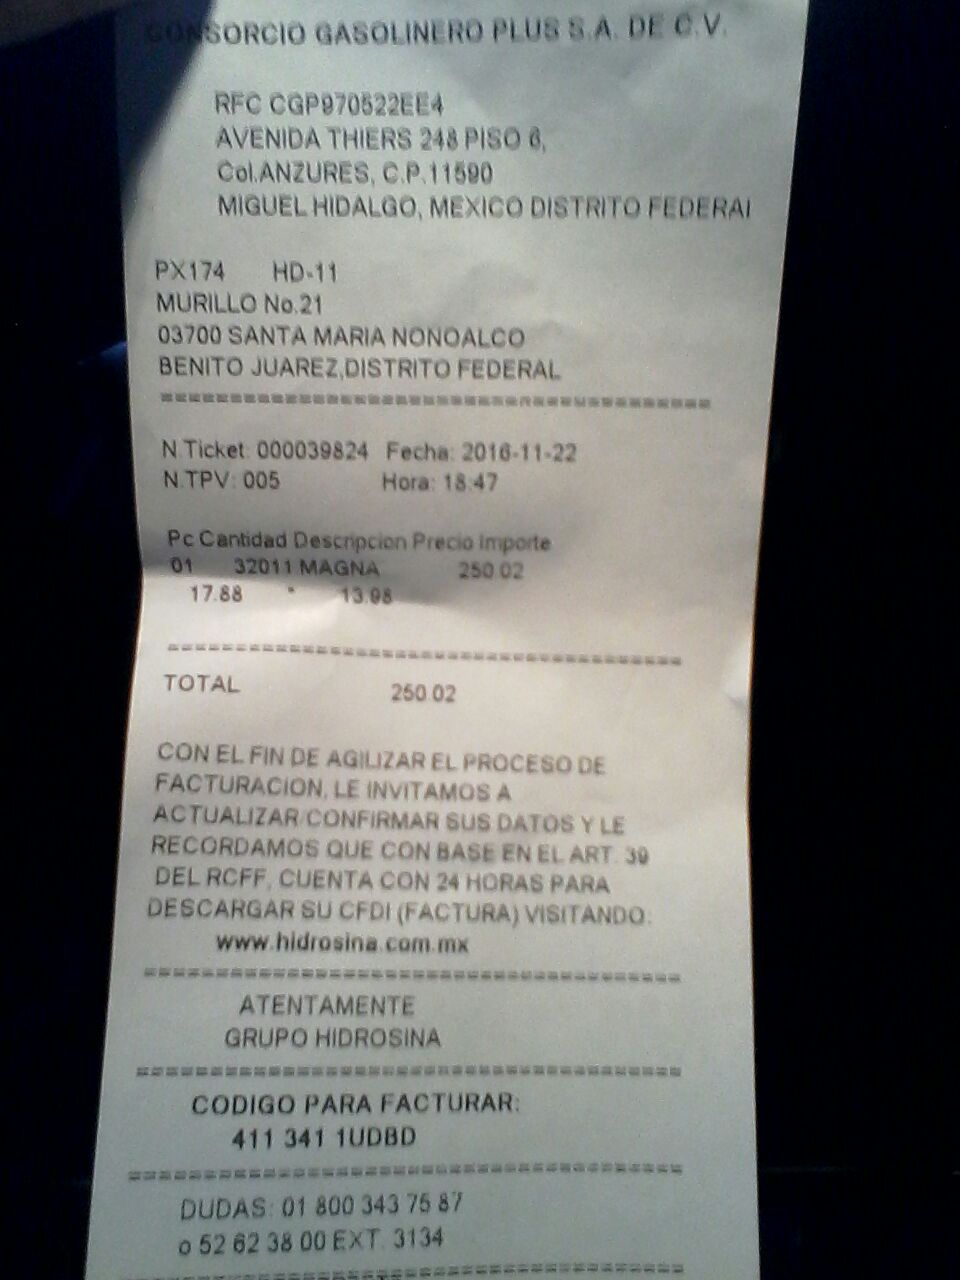 CONSORCIO GASOLINERO PLUS S.A. DE C.V.
RFC CGP970522EE4
AVENIDA THIERS 248 PISO 6,
Col.ANZURES, C.P.11590
MIGUEL HIDALGO, MEXICO DISTRITO FEDERAl
PX174 HD-11
MURILLO No.21
03700 SANTA MARIA NONOALCO
BENITO JUAREZ,DISTRITO FEDERAL
========================================
N.Ticket: 000039824 Fecha: 2016-11-22
N.TPV: 005 Hora: 18:47
Pc Cantidad Descripcion Precio Importe
01 32011 MAGNA 250.02
17.88 * 13.98
========================================
TOTAL 250.02
CON EL FIN DE AGILIZAR EL PROCESO DE
FACTURACION, LE INVITAMOS A
ACTUALIZAR/CONFIRMAR SUS DATOS Y LE
RECORDAMOS QUE CON BASE EN EL ART. 39
DEL RCFF, CUENTA CON 24 HORAS PARA
DESCARGAR SU CFDI (FACTURA) VISITANDO:
www.hidrosina.com.mx
========================================
ATENTAMENTE
GRUPO HIDROSINA
========================================
CODIGO PARA FACTURAR:
411 341 1UDBD
========================================
DUDAS: 01 800 343 75 87
o 52 62 38 00 EXT. 3134
========================================